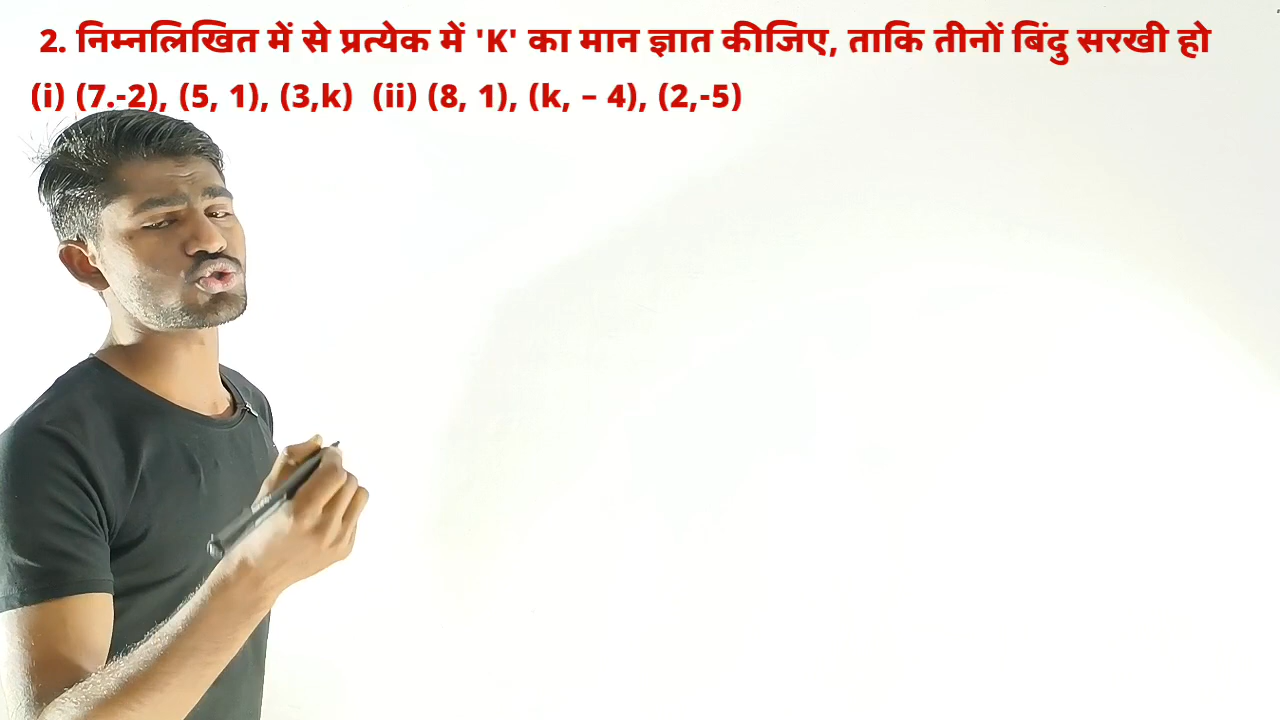 2. निम्नलिखित में से प्रत्येक में 'K' का मान ज्ञात कीजिए, ताकि तीनों बिंदु सरखी हो
(i) (7.-2), (5, 1), (3,k) (ii) (8, 1), (k, – 4), (2,-5)